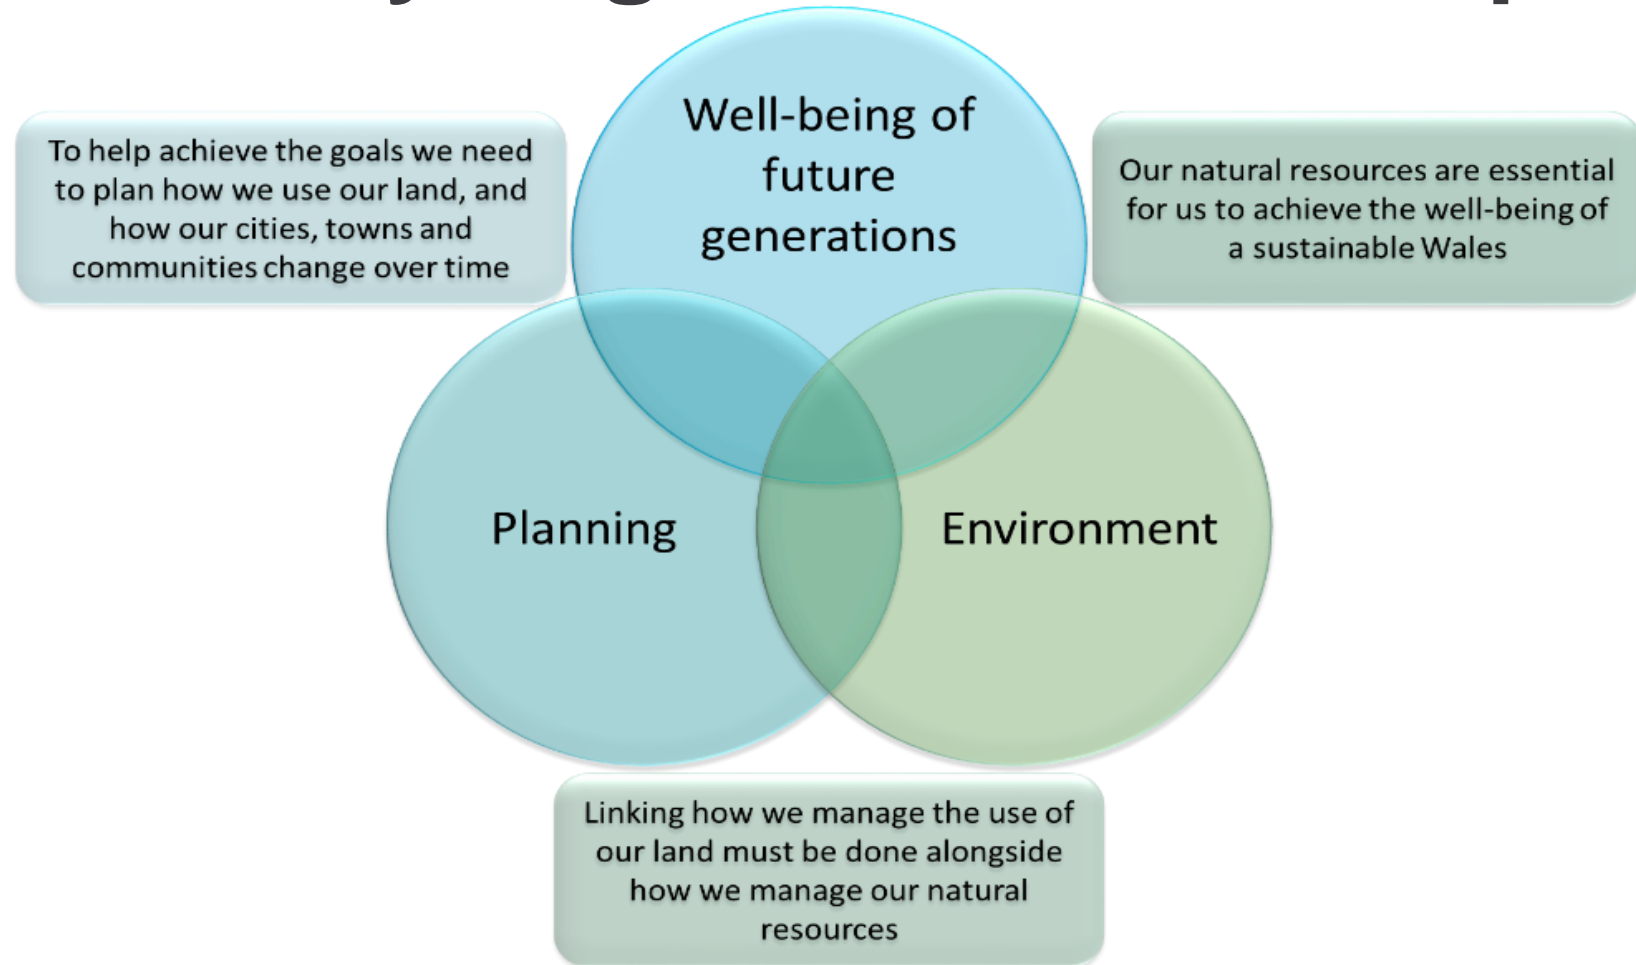 Well-being of
future
generations
To help achieve the goals we need
to plan how we use our land, and
how our cities, towns and
communities change over time
Our natural resources are essential
for us to achieve the well-being of
a sustainable Wales
Planning
Environment
Linking how we manage the use of
our land must be done alongside
how we manage our natural
resources